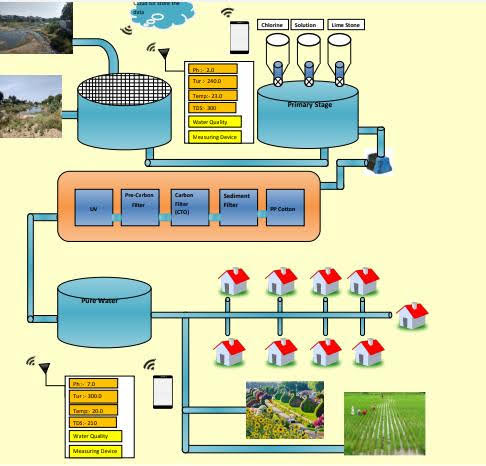 Cloud for store the
data
Chlorine
Solution
Lime Stone
Ph :- 2.0
Tur :- 240.0
Temp:- 23.0
TDS:- 300
Water Quality
Measuring Device
Primary Stage
UV
Pre-Carbon
Filter
Carbon
Filter
(CTO)
Sediment
Filter
PP Cotton
Pure Water
Ph :- 7.0
Tur :- 300.0
Temp:- 20.0
TDS:- 210
Water Quality
Measuring Device